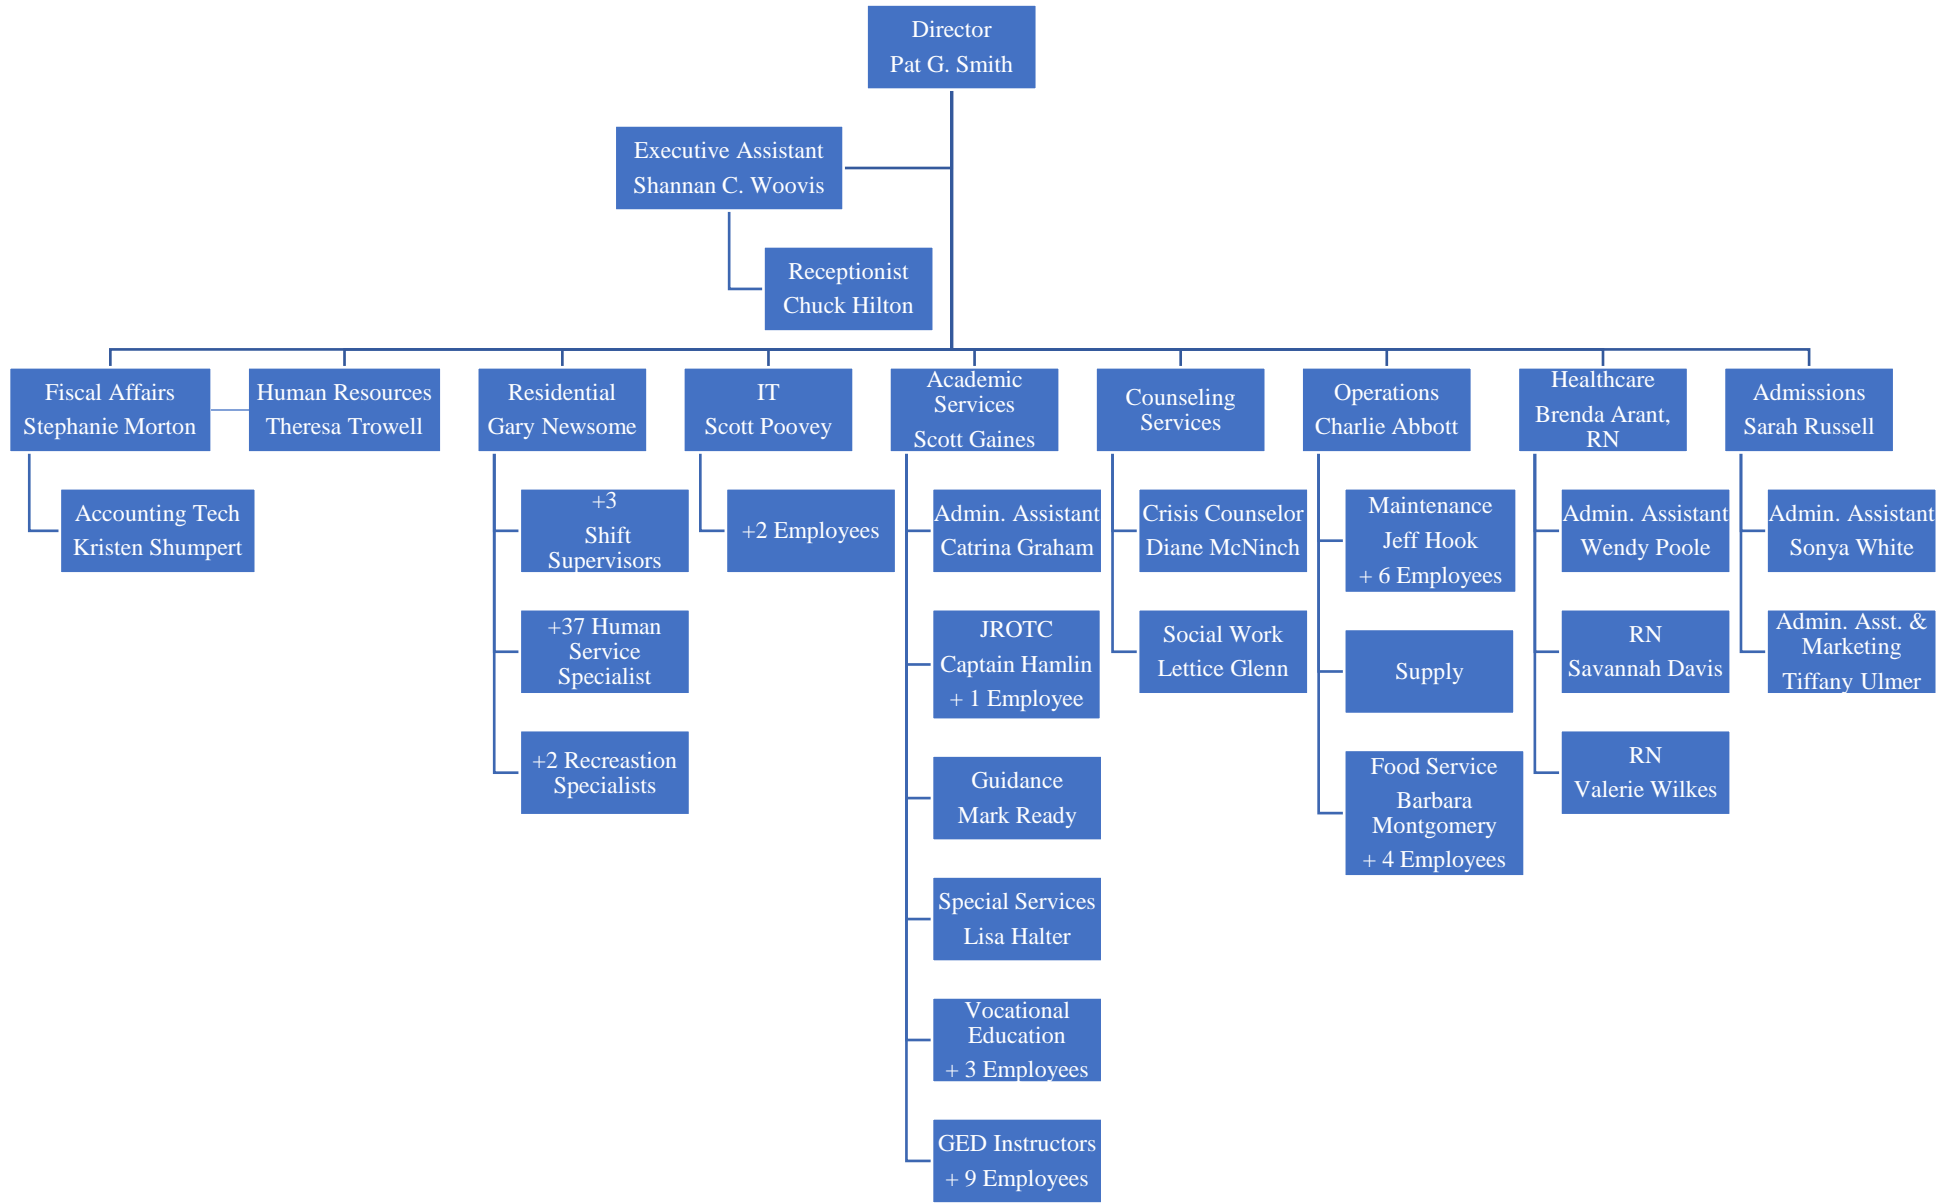 Director
Pat G. Smith
Executive Assistant
Shannan C. Woovis
Receptionist
Chuck Hilton
Fiscal Affairs
Stephanie Morton
Accounting Tech
Kristen Shumpert
Human Resources
Theresa Trowell
Residential
Gary Newsome
+3
Shift
Supervisors
+37 Human
Service
Specialist
+2 Recreastion
Specialists
IT
Scott Poovey
+2 Employees
Academic
Services
Scott Gaines
Admin. Assistant
Catrina Graham
JROTC
Captain Hamlin
+ 1 Employee
Guidance
Mark Ready
Special Services
Lisa Halter
Vocational
Education
+ 3 Employees
GED Instructors
+ 9 Employees
Counseling
Services
Crisis Counselor
Diane McNinch
Social Work
Lettice Glenn
Operations
Charlie Abbott
Maintenance
Jeff Hook
+ 6 Employees
Supply
Food Service
Barbara
Montgomery
+ 4 Employees
Healthcare
Brenda Arant,
RN
Admin. Assistant
Wendy Poole
RN
Savannah Davis
RN
Valerie Wilkes
Admissions
Sarah Russell
Admin. Assistant
Sonya White
Admin. Asst. &
Marketing
Tiffany Ulmer